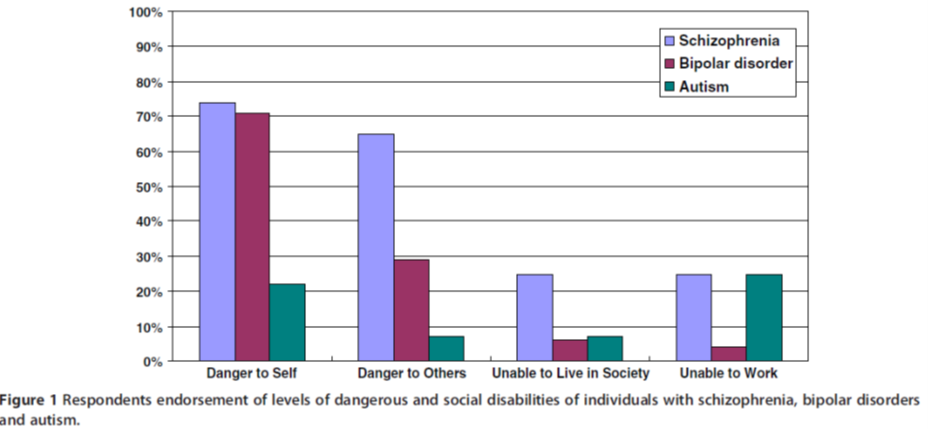 100%
90%
80%
70%
60%
50%
40%
30%
20%
10%
0%
Schizophrenia
Bipolar disorder
Autism
Danger to Self
Danger to Others
Unable to Live in Society
Unable to Work
Figure 1 Respondents endorsement of levels of dangerous and social disabilities of individuals with schizophrenia, bipolar disorders
and autism.